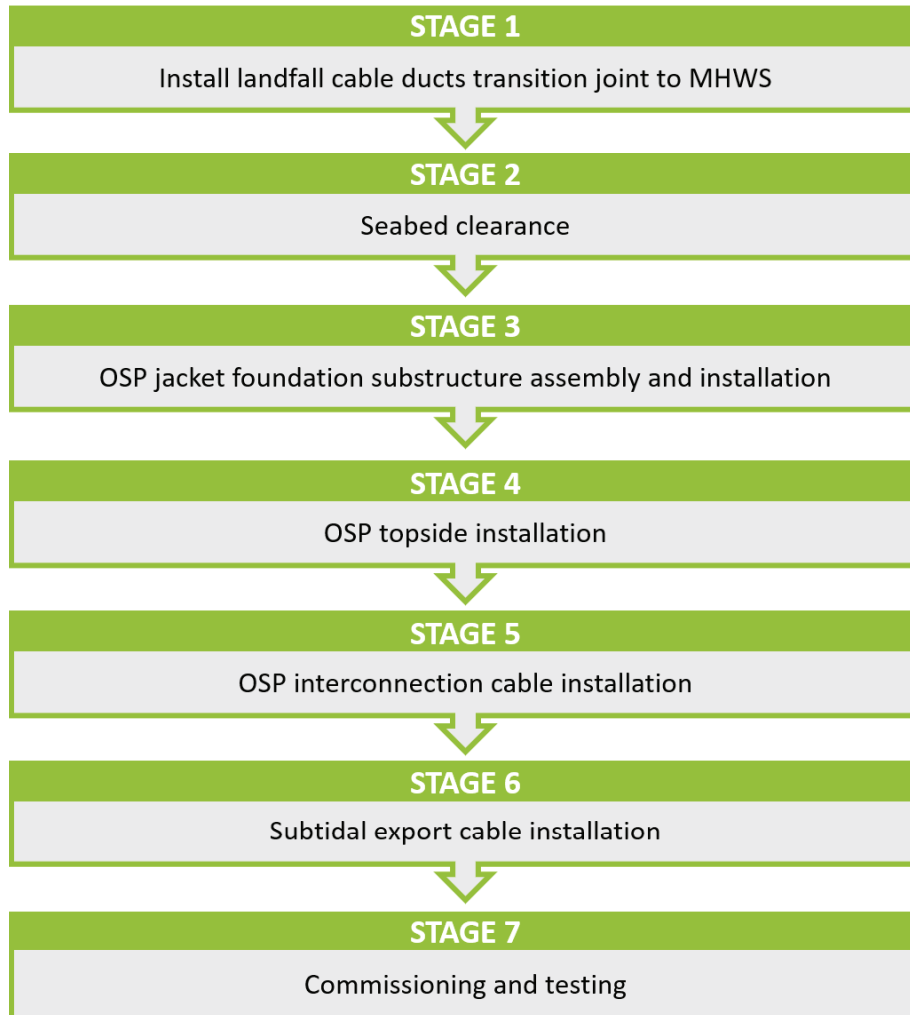 STAGE 1
Install landfall cable ducts transition joint to MHWS
STAGE 2
Seabed clearance
STAGE 3
OSP jacket foundation substructure assembly and installation
STAGE 4
OSP topside installation
STAGE 5
OSP interconnection cable installation
STAGE 6
Subtidal export cable installation
STAGE 7
Commissioning and testing